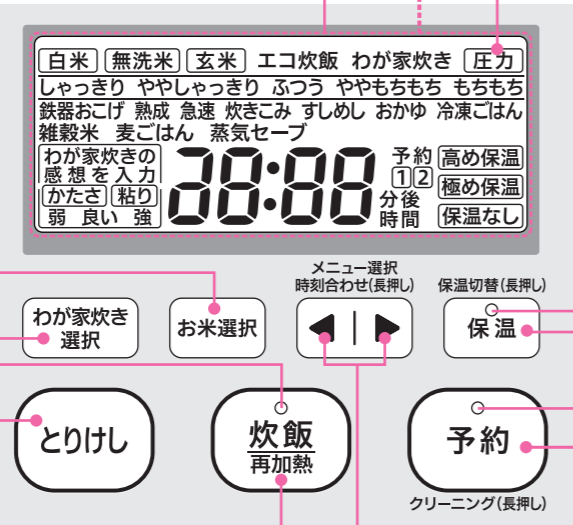 白米 無洗米 玄米 エコ炊飯 わが家炊き 圧力
しゃっきり ややしゃっきり ふつう ややもちもち もちもち
鉄器おこげ 熟成 急速 炊きこみ すしめし おかゆ 冷凍ごはん
雑穀米 麦ごはん 蒸気セーブ
わが家炊きの
感想を入力
かたさ 粘り
弱 良い 強
38:88
予約
12
分後
時間
高め保温
極め保温
保温なし
メニュー選択
時刻合わせ(長押し)
保温切替(長押し)
わが家炊き
選択
お米選択
◀|▶
保温
とりけし
炊飯
再加熱
予約
クリーニング(長押し)